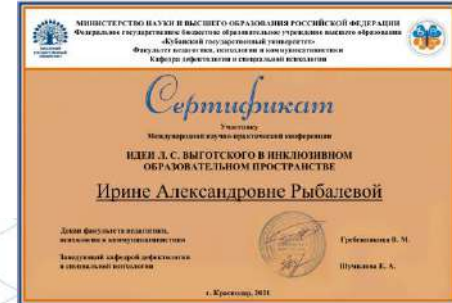 МИНИСТЕРСТВО НАУКИ И ВЫСШЕГО ОБРАЗОВАНИЯ РОССИЙСКОЙ ФЕДЕРАЦИИ
Федеральное государственное бюджетное образовательное учреждение высшего образования
«Кубанский государственный университет»
Факультет педагогики, психологии и коммуникативистики
Кафедра дефектологии и специальной психологии
Сертификат
Участнику
Международной научно-практической конференции
ИДЕИ Л. С. ВЫГОТСКОГО В ИНКЛЮЗИВНОМ
ОБРАЗОВАТЕЛЬНОМ ПРОСТРАНСТВЕ
Ирине Александровне Рыбалевой
Декан факультета педагогики,
психологии и коммуникативистики
Гребенникова В. М.
Заведующий кафедрой дефектологии
и специальной психологии
Шумилова Е. А.
г. Краснодар, 2021